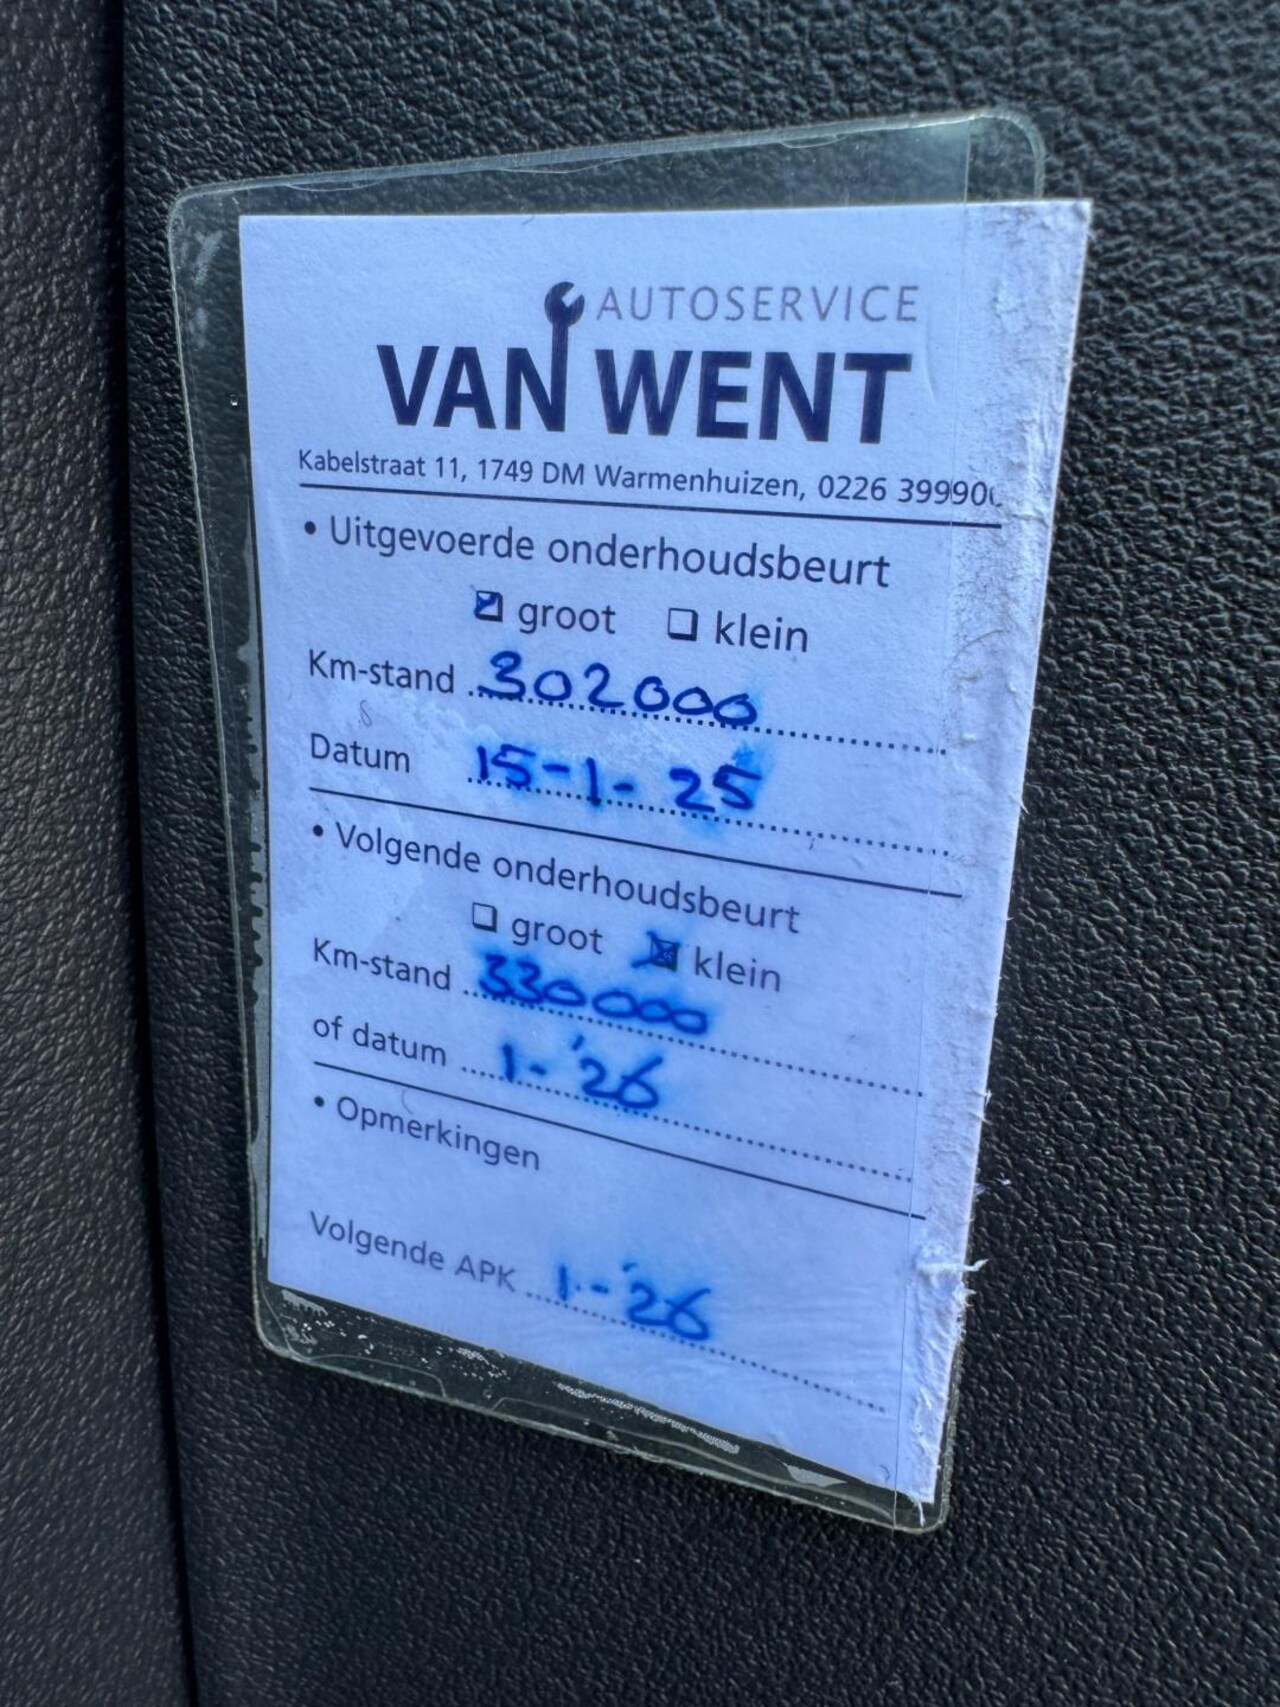 AUTOSERVICE
VAN WENT
Kabelstraat 11, 1749 DM Warmenhuizen, 0226 39990
• Uitgevoerde onderhoudsbeurt
☑ groot ☐ klein
Km-stand 302000
Datum 15-1-25
• Volgende onderhoudsbeurt
☐ groot ☒ klein
Km-stand 330000
of datum 1-'26
• Opmerkingen
Volgende APK 1-'26